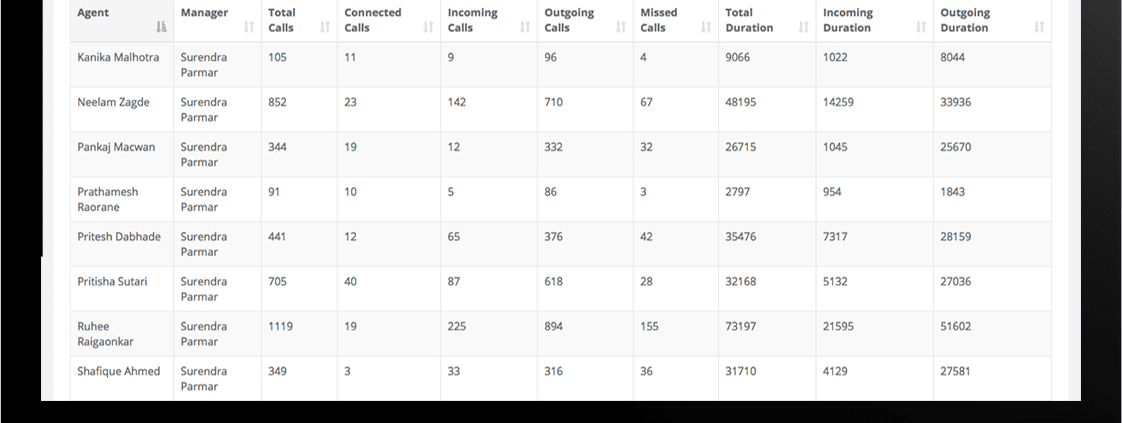 Agent Manager Total Calls Connected Calls Incoming Calls Outgoing Calls Missed Calls Total Duration Incoming Duration Outgoing Duration
Kanika Malhotra Surendra Parmar 105 11 9 96 4 9066 1022 8044
Neelam Zagde Surendra Parmar 852 23 142 710 67 48195 14259 33936
Pankaj Macwan Surendra Parmar 344 19 12 332 32 26715 1045 25670
Prathamesh Raorane Surendra Parmar 91 10 5 86 3 2797 954 1843
Pritesh Dabhade Surendra Parmar 441 12 65 376 42 35476 7317 28159
Pritisha Sutari Surendra Parmar 705 40 87 618 28 32168 5132 27036
Ruhee Raigaonkar Surendra Parmar 1119 19 225 894 155 73197 21595 51602
Shafique Ahmed Surendra Parmar 349 3 33 316 36 31710 4129 27581